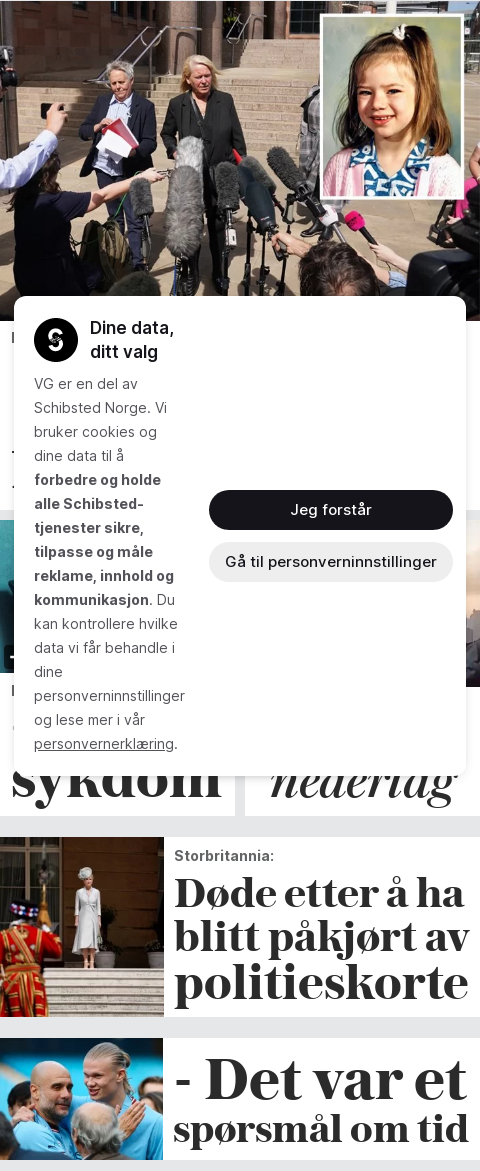 Dine data,
ditt valg
VG er en del av
Schibsted Norge. Vi
bruker cookies og
dine data til å
forbedre og holde
alle Schibsted-
tjenester sikre,
tilpasse og måle
reklame, innhold og
kommunikasjon. Du
kan kontrollere hvilke
data vi får behandle i
dine
personverninnstillinger
og lese mer i vår
personvernerklæring.
Jeg forstår
Gå til personverninnstillinger
sykdom
nederlag
Storbritannia:
Døde etter å ha
blitt påkjørt av
politieskorte
- Det var et
spørsmål om tid